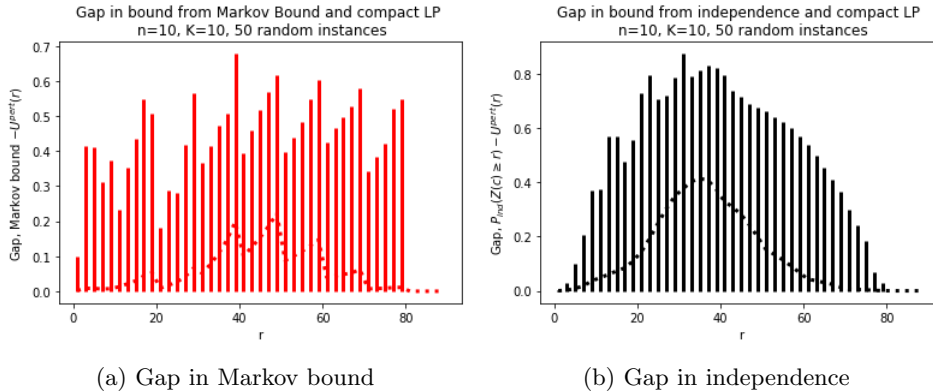 Gap in bound from Markov Bound and compact LP
n=10, K=10, 50 random instances
Gap, Markov bound −U^{pert}(r)
0.7
0.6
0.5
0.4
0.3
0.2
0.1
0.0
0 20 40 60 80
r
(a) Gap in Markov bound
Gap in bound from independence and compact LP
n=10, K=10, 50 random instances
Gap, P_{ind}(Z(c) ≥ r) − U^{pert}(r)
0.8
0.6
0.4
0.2
0.0
0 20 40 60 80
r
(b) Gap in independence